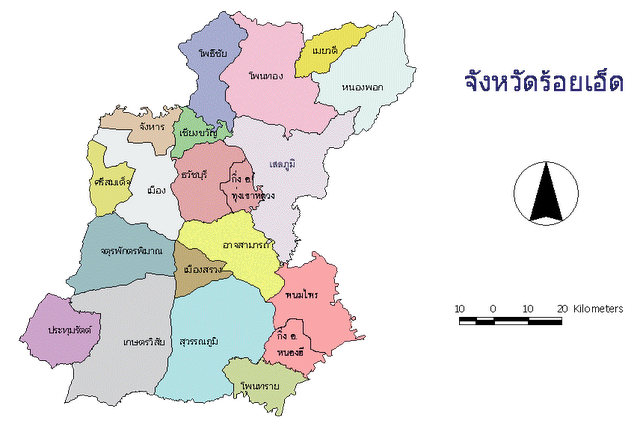 จังหวัดร้อยเอ็ด
โพธิ์ชัย
โพนทอง
เมยวดี
หนองพอก
จังหาร
เชียงขวัญ
เสลภูมิ
ศรีสมเด็จ
เมือง
ธวัชบุรี
กิ่ง อ.
ทุ่งเขาหลวง
จตุรพักตรพิมาน
อาจสามารถ
เมืองสรวง
พนมไพร
ปทุมรัตต์
เกษตรวิสัย
สุวรรณภูมิ
กิ่ง อ.
หนองฮี
โพนทราย
10 0 10 20 Kilometers